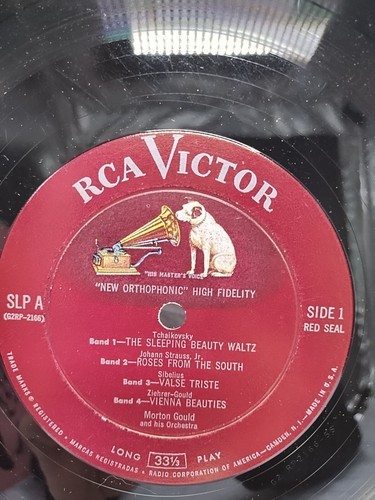 RCA VICTOR
"HIS MASTER'S VOICE"
"NEW ORTHOPHONIC" HIGH FIDELITY
SLP A
(G2RP-2166)
SIDE 1
RED SEAL
Tchaikovsky
Band 1—THE SLEEPING BEAUTY WALTZ
Johann Strauss, Jr.
Band 2—ROSES FROM THE SOUTH
Sibelius
Band 3—VALSE TRISTE
Ziehrer-Gould
Band 4—VIENNA BEAUTIES
Morton Gould
and his Orchestra
LONG 33⅓ PLAY
TRADE MARKS ® REGISTERED • MARCAS REGISTRADAS • RADIO CORPORATION OF AMERICA—CAMDEN, N. J.—MADE IN U.S.A.